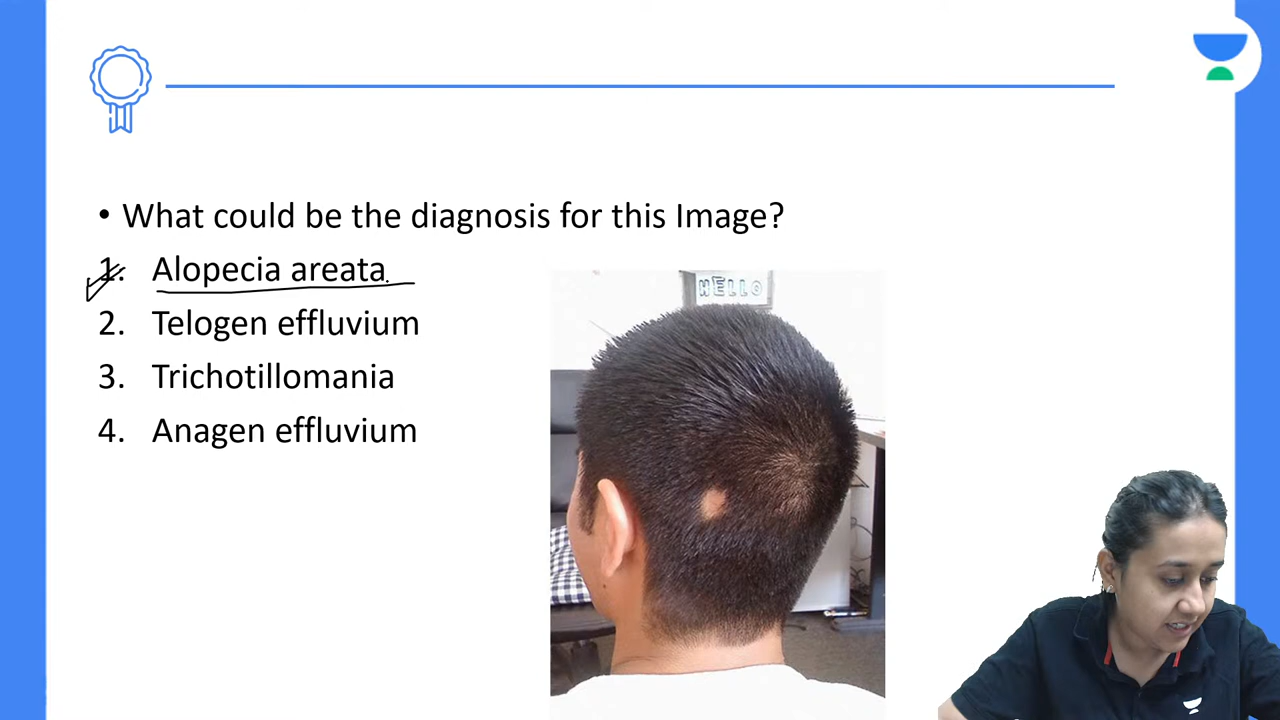 • What could be the diagnosis for this Image?
1. Alopecia areata
2. Telogen effluvium
3. Trichotillomania
4. Anagen effluvium
HELLO